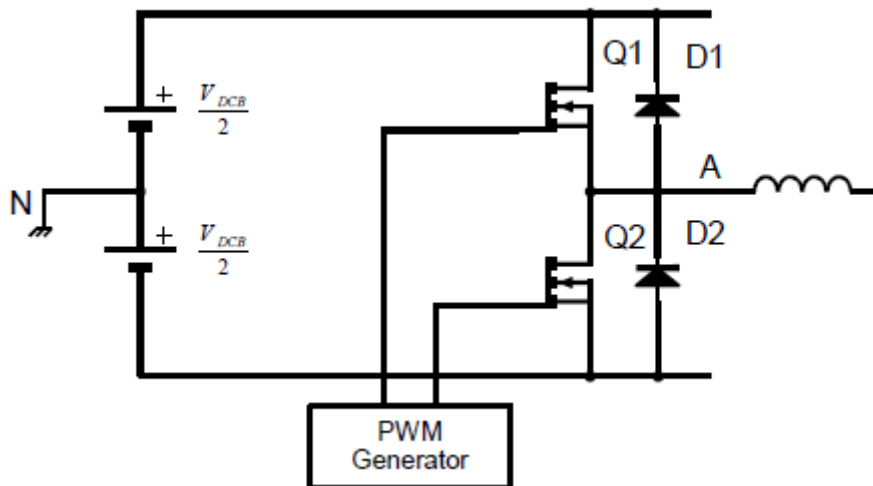 Q1
D1
+
V_DCB
2
A
N
+
V_DCB
2
Q2
D2
PWM
Generator